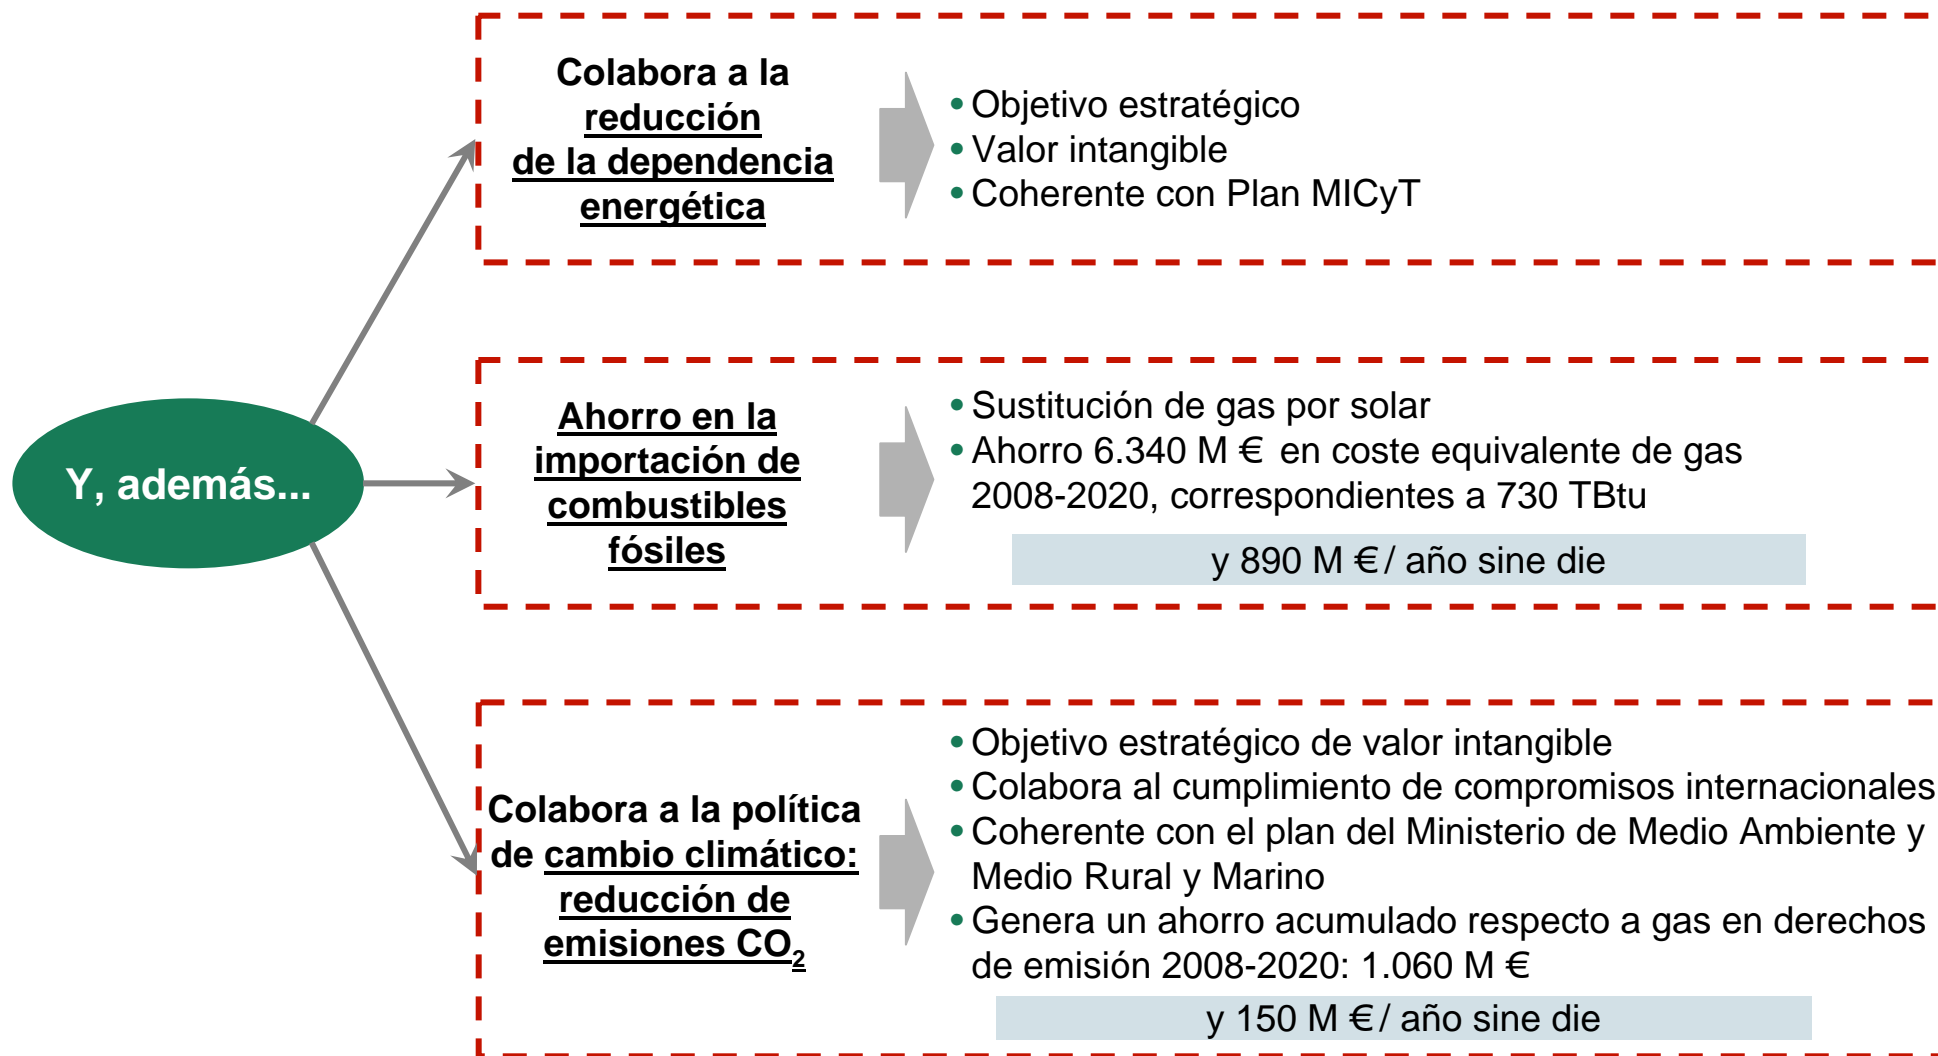 Y, además...
Colabora a la
reducción
de la dependencia
energética
• Objetivo estratégico
• Valor intangible
• Coherente con Plan MICyT
Ahorro en la
importación de
combustibles
fósiles
• Sustitución de gas por solar
• Ahorro 6.340 M € en coste equivalente de gas
2008-2020, correspondientes a 730 TBtu
y 890 M €/ año sine die
Colabora a la política
de cambio climático:
reducción de
emisiones CO₂
• Objetivo estratégico de valor intangible
• Colabora al cumplimiento de compromisos internacionales
• Coherente con el plan del Ministerio de Medio Ambiente y
Medio Rural y Marino
• Genera un ahorro acumulado respecto a gas en derechos
de emisión 2008-2020: 1.060 M €
y 150 M €/ año sine die